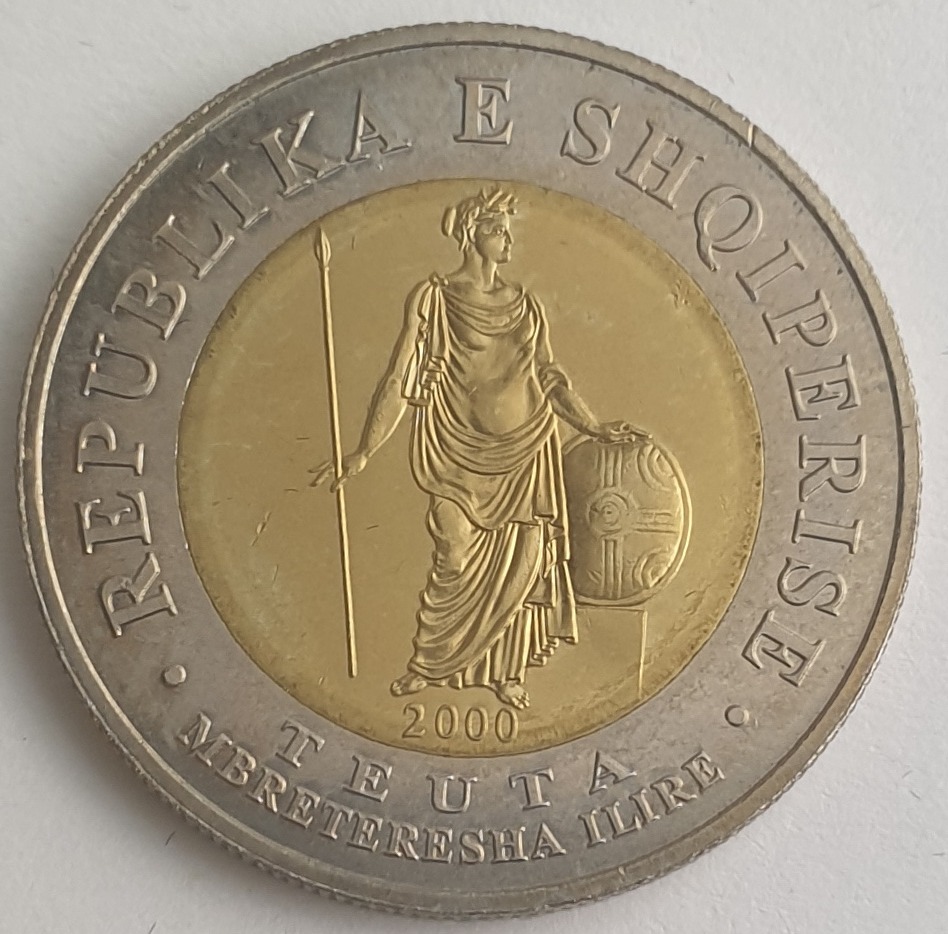 · REPUBLIKA E SHQIPERISE ·
2000
TEUTA
MBRETERESHA ILIRE